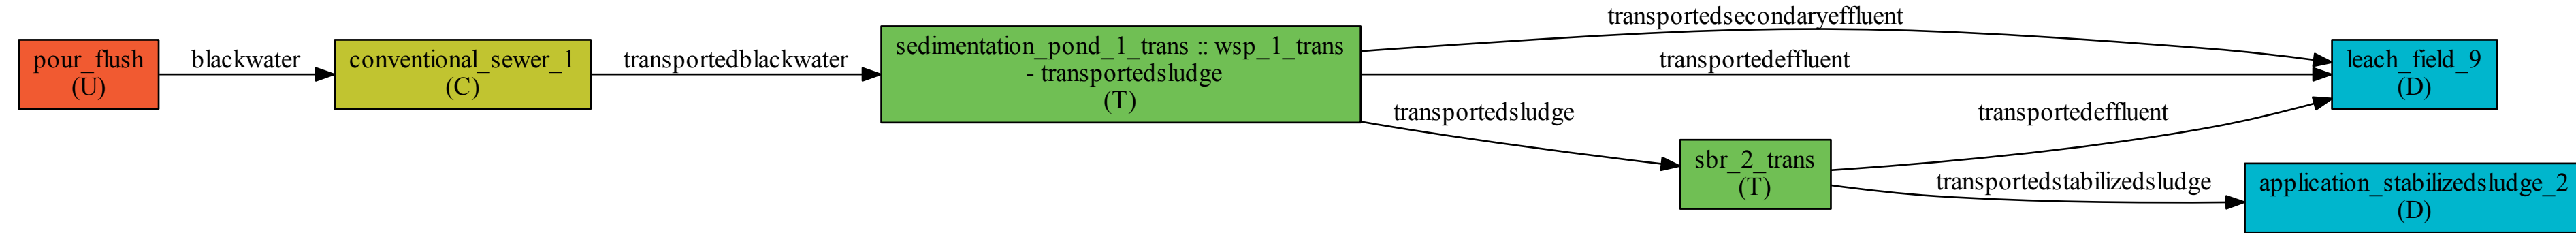 pour_flush
(U)
blackwater
conventional_sewer_1
(C)
transportedblackwater
sedimentation_pond_1_trans :: wsp_1_trans
- transportedsludge
(T)
transportedsecondaryeffluent
transportedeffluent
transportedsludge
sbr_2_trans
(T)
transportedeffluent
transportedstabilizedsludge
leach_field_9
(D)
application_stabilizedsludge_2
(D)